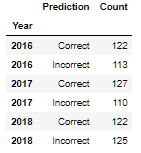 Prediction Count
Year
2016 Correct 122
2016 Incorrect 113
2017 Correct 127
2017 Incorrect 110
2018 Correct 122
2018 Incorrect 125